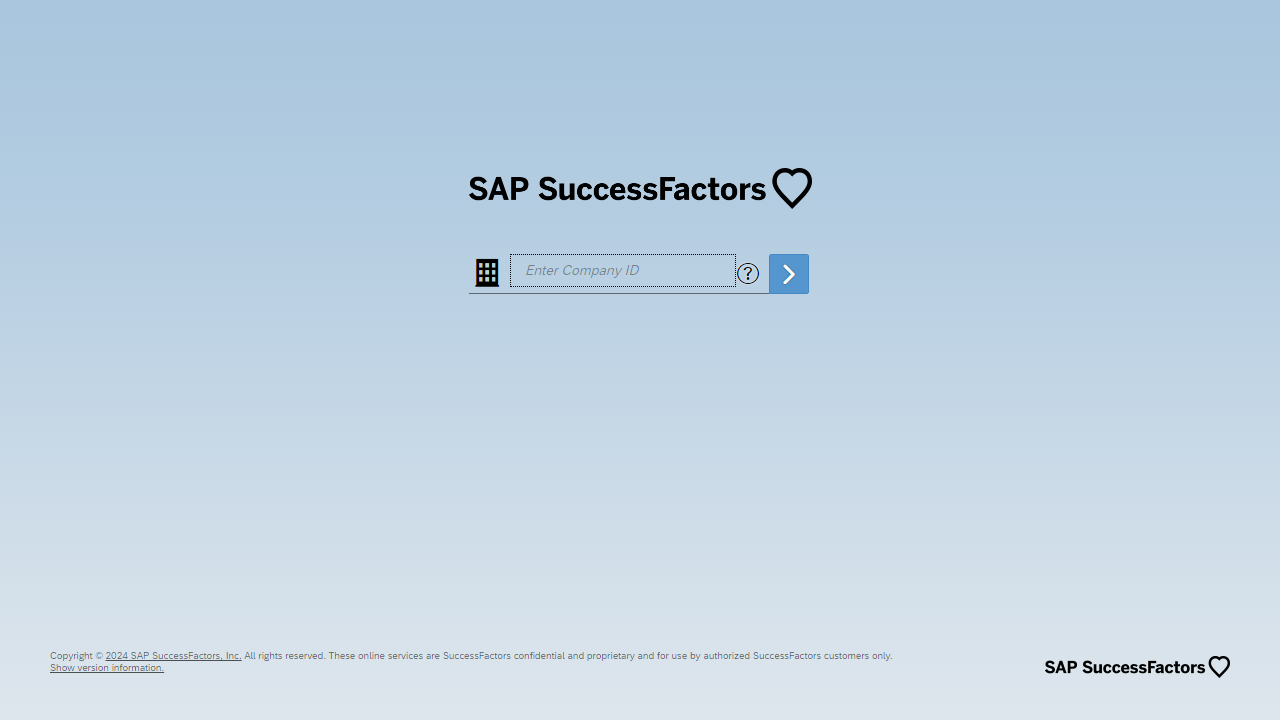 SAP SuccessFactors
Enter Company ID
?
Copyright © 2024 SAP SuccessFactors, Inc. All rights reserved. These online services are SuccessFactors confidential and proprietary and for use by authorized SuccessFactors customers only.
Show version information.
SAP SuccessFactors